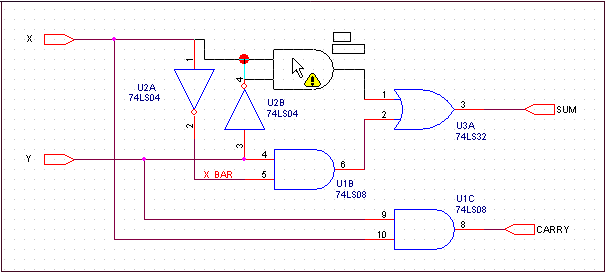 X
1
U2A
74LS04
4
U2B
74LS04
1
2
3
SUM
U3A
74LS32
2
3
Y
4
5
6
X_BAR
U1B
74LS08
U1C
74LS08
9
10
8
CARRY